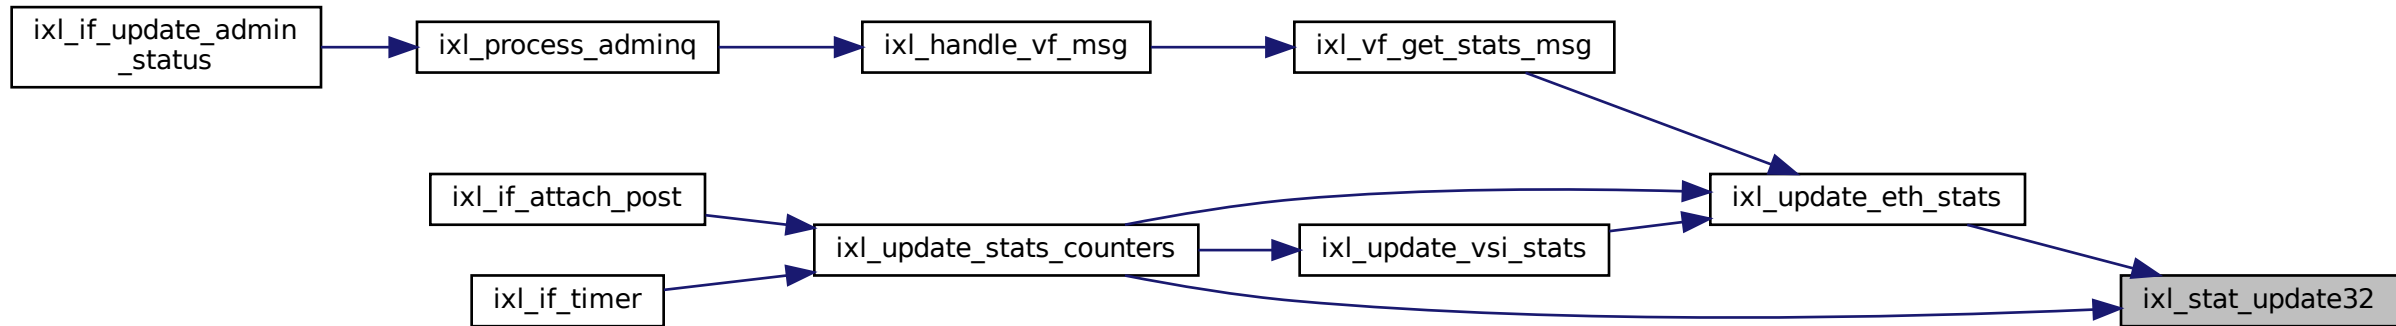 ixl_if_update_admin
_status
ixl_process_adminq
ixl_handle_vf_msg
ixl_vf_get_stats_msg
ixl_if_attach_post
ixl_update_eth_stats
ixl_update_stats_counters
ixl_update_vsi_stats
ixl_if_timer
ixl_stat_update32